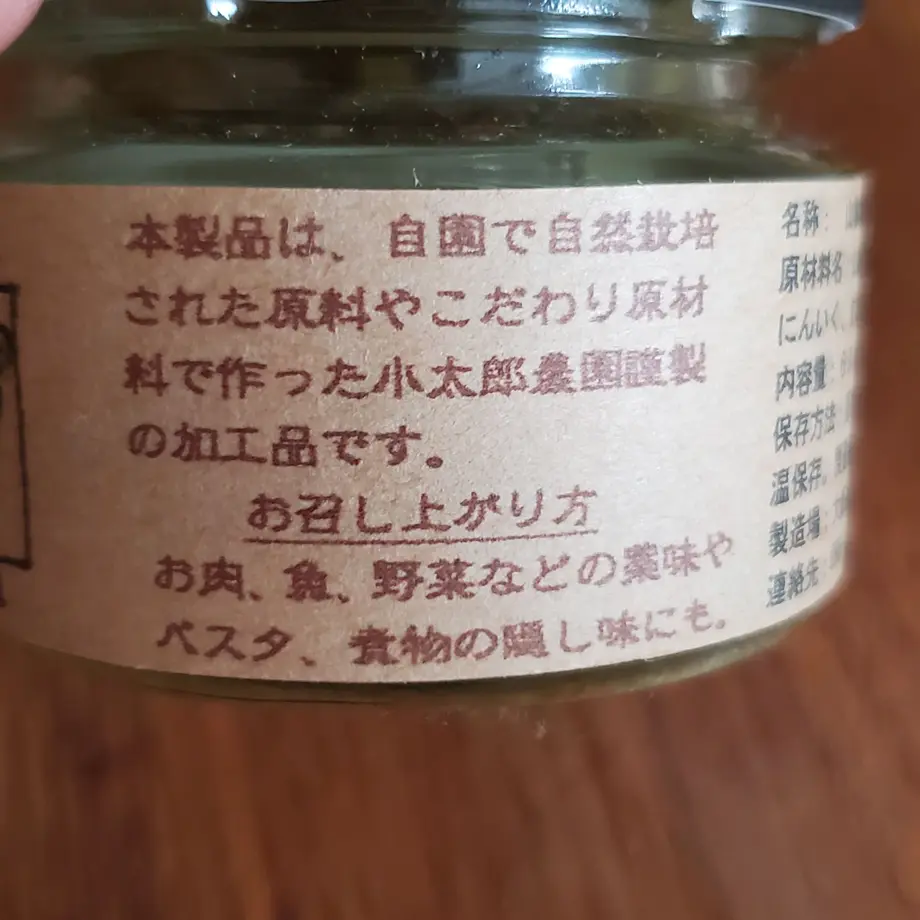 本製品は、自園で自然栽培
された原料やこだわり原材
料で作った小太郎農園謹製
の加工品です。
お召し上がり方
お肉、魚、野菜などの薬味や
パスタ、煮物の隠し味にも。
名称：
原材料名
にんにく、
内容量：
保存方法：
温保存。
製造場：
連絡先